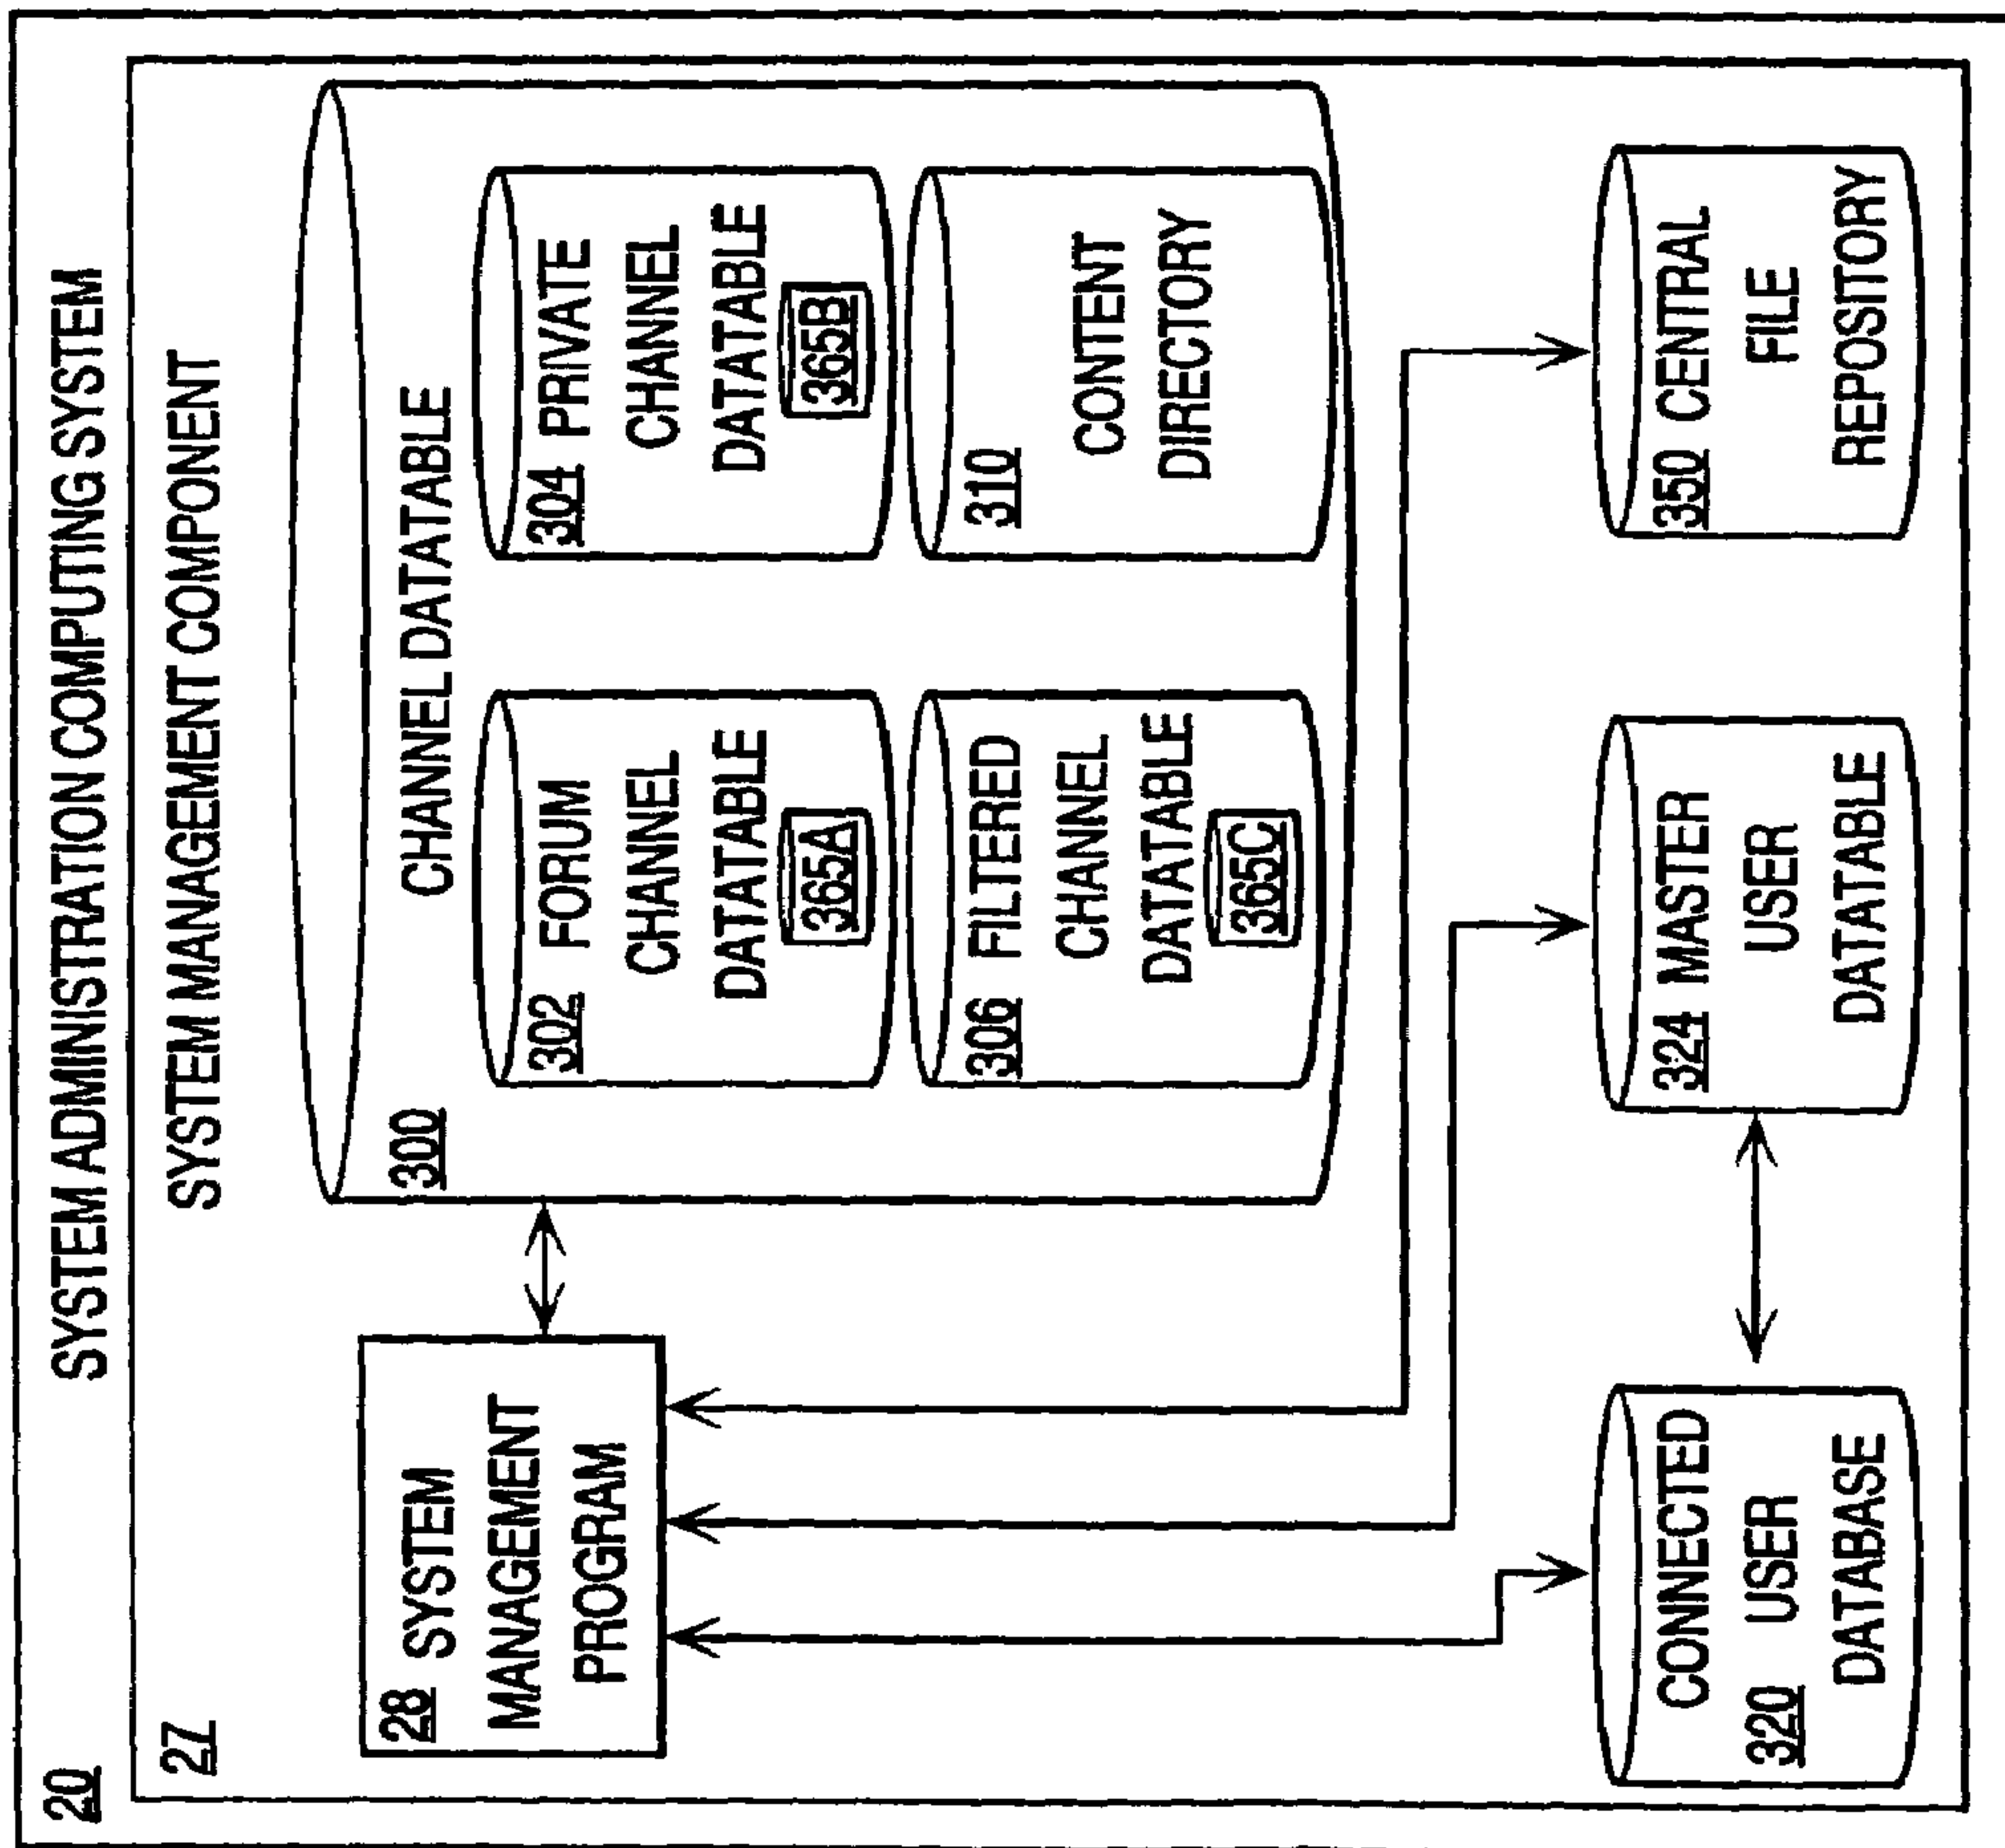 20
SYSTEM ADMINISTRATION COMPUTING SYSTEM
27
SYSTEM MANAGEMENT COMPONENT
28 SYSTEM
MANAGEMENT
PROGRAM
300
CHANNEL DATATABLE
302 FORUM
CHANNEL
DATATABLE
365A
304 PRIVATE
CHANNEL
DATATABLE
365B
306 FILTERED
CHANNEL
DATATABLE
365C
310
CONTENT
DIRECTORY
CONNECTED
320 USER
DATABASE
324 MASTER
USER
DATATABLE
350 CENTRAL
FILE
REPOSITORY